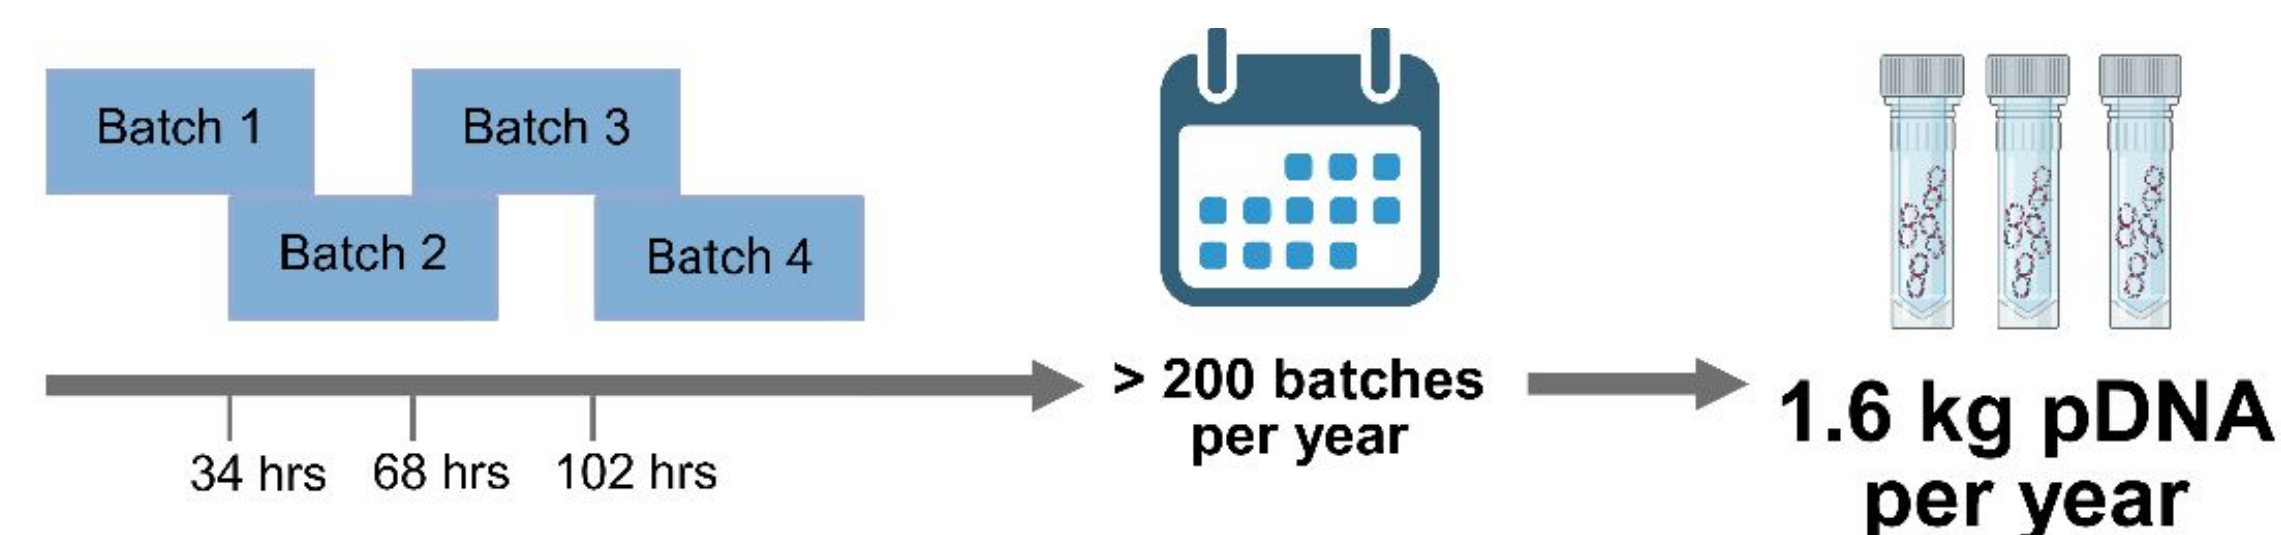 Batch 1
Batch 3
Batch 2
Batch 4
34 hrs
68 hrs
102 hrs
> 200 batches
per year
1.6 kg pDNA
per year